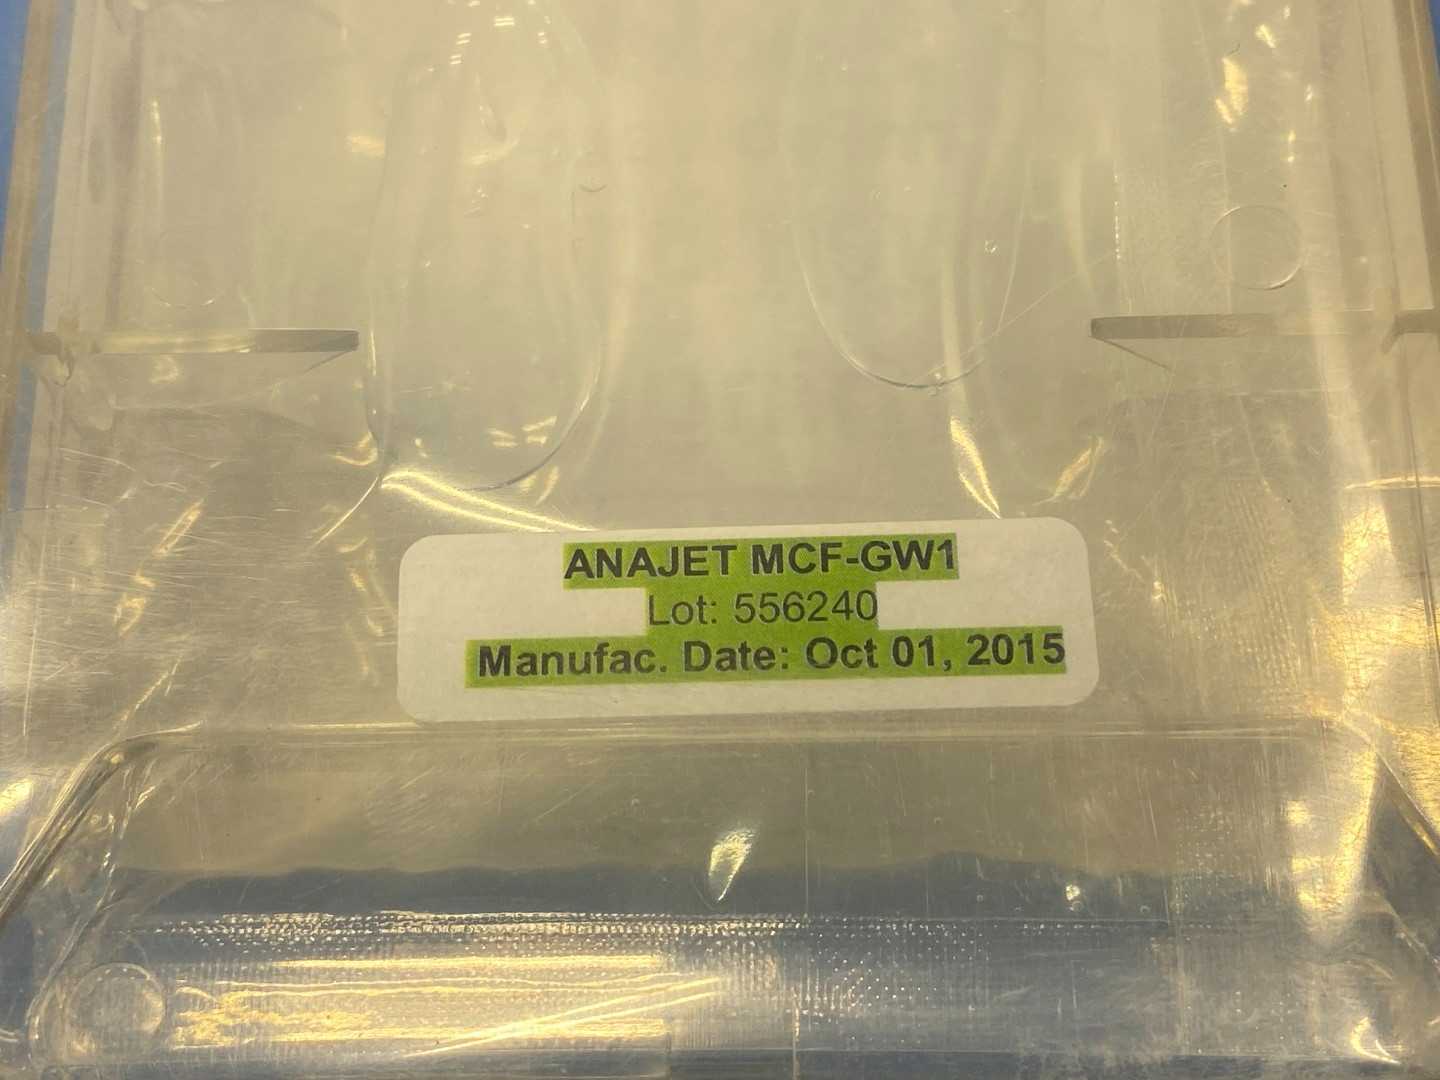 ANAJET MCF-GW1
Lot: 556240
Manufac. Date: Oct 01, 2015